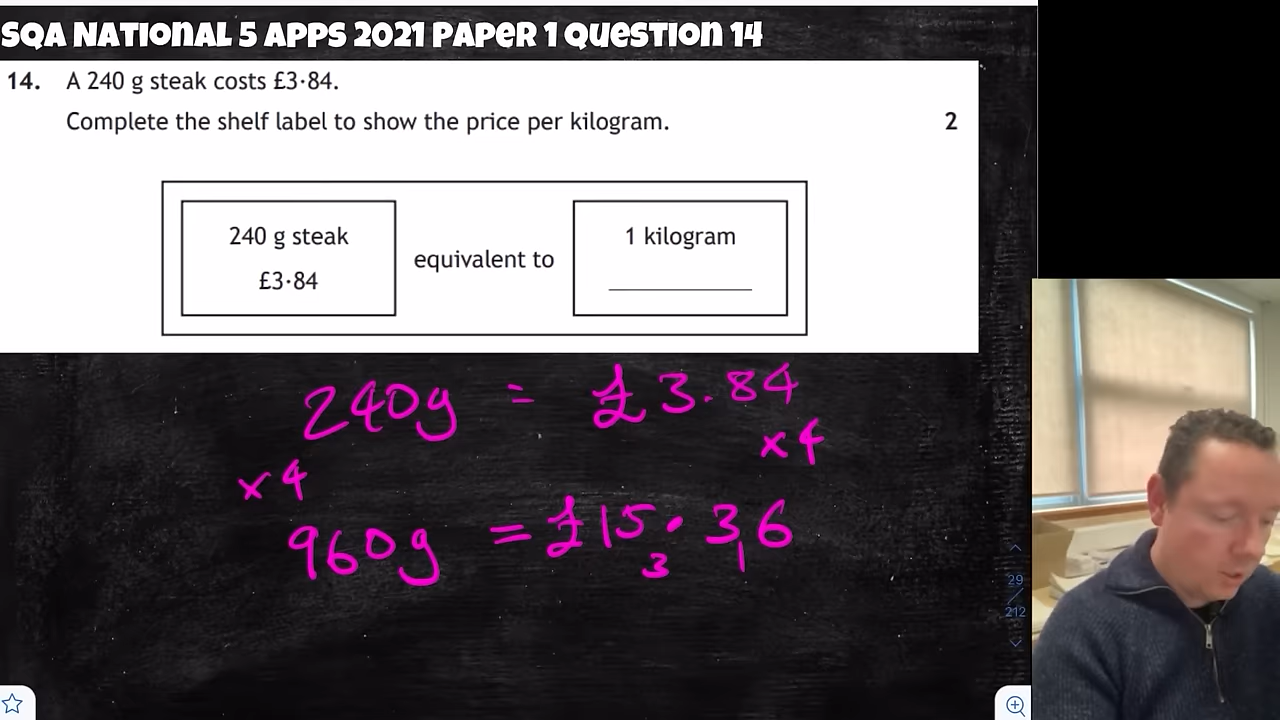 SQA NATIONAL 5 APPS 2021 PAPER 1 QUESTION 14
14. A 240 g steak costs £3·84.
Complete the shelf label to show the price per kilogram. 2
240 g steak
£3·84
equivalent to
1 kilogram
240g = £3.84
×4 ×4
960g = £15.36
3 1
29
212